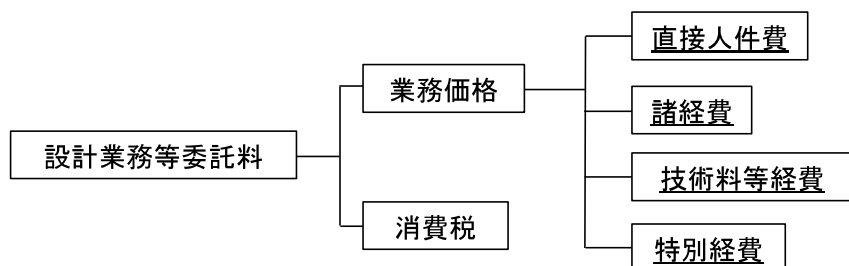 設計業務等委託料
業務価格
消費税
直接人件費
諸経費
技術料等経費
特別経費